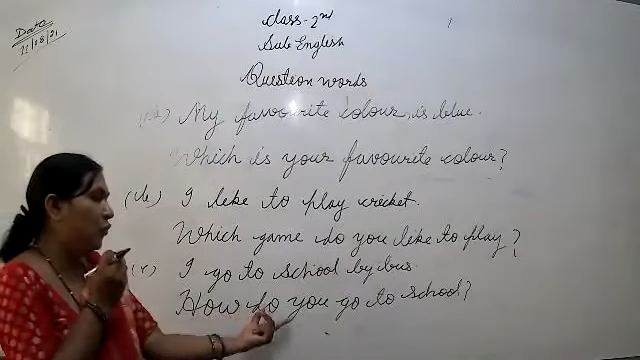 Date
11/08/21
Class-2nd
Sub English
Question words
My favourite colour is blue.
Which is your favourite colour?
I like to play cricket.
Which game do you like to play?
I go to school by bus.
How do you go to school?